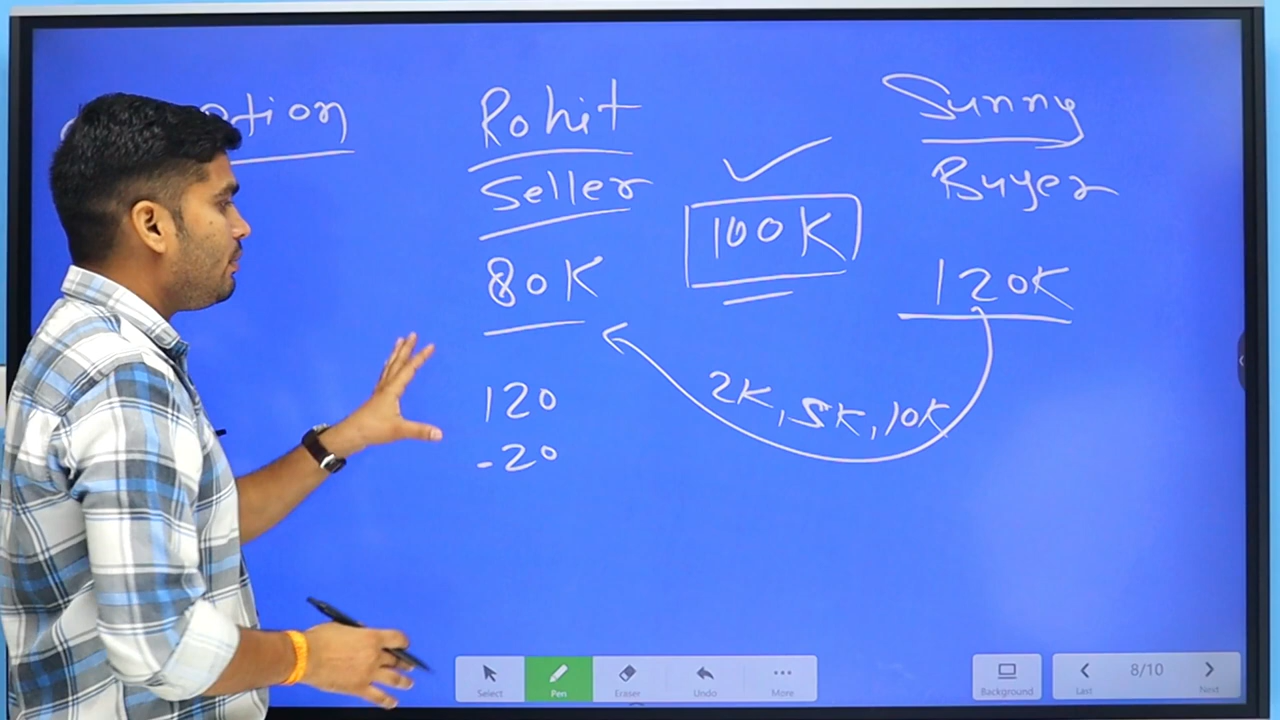 Rohit
Seller
80K
120
-20
100K
Sunny
Buyer
120K
2K, 5K, 10K
Select
Pen
Eraser
Undo
More
Background
Last
8/10
Next